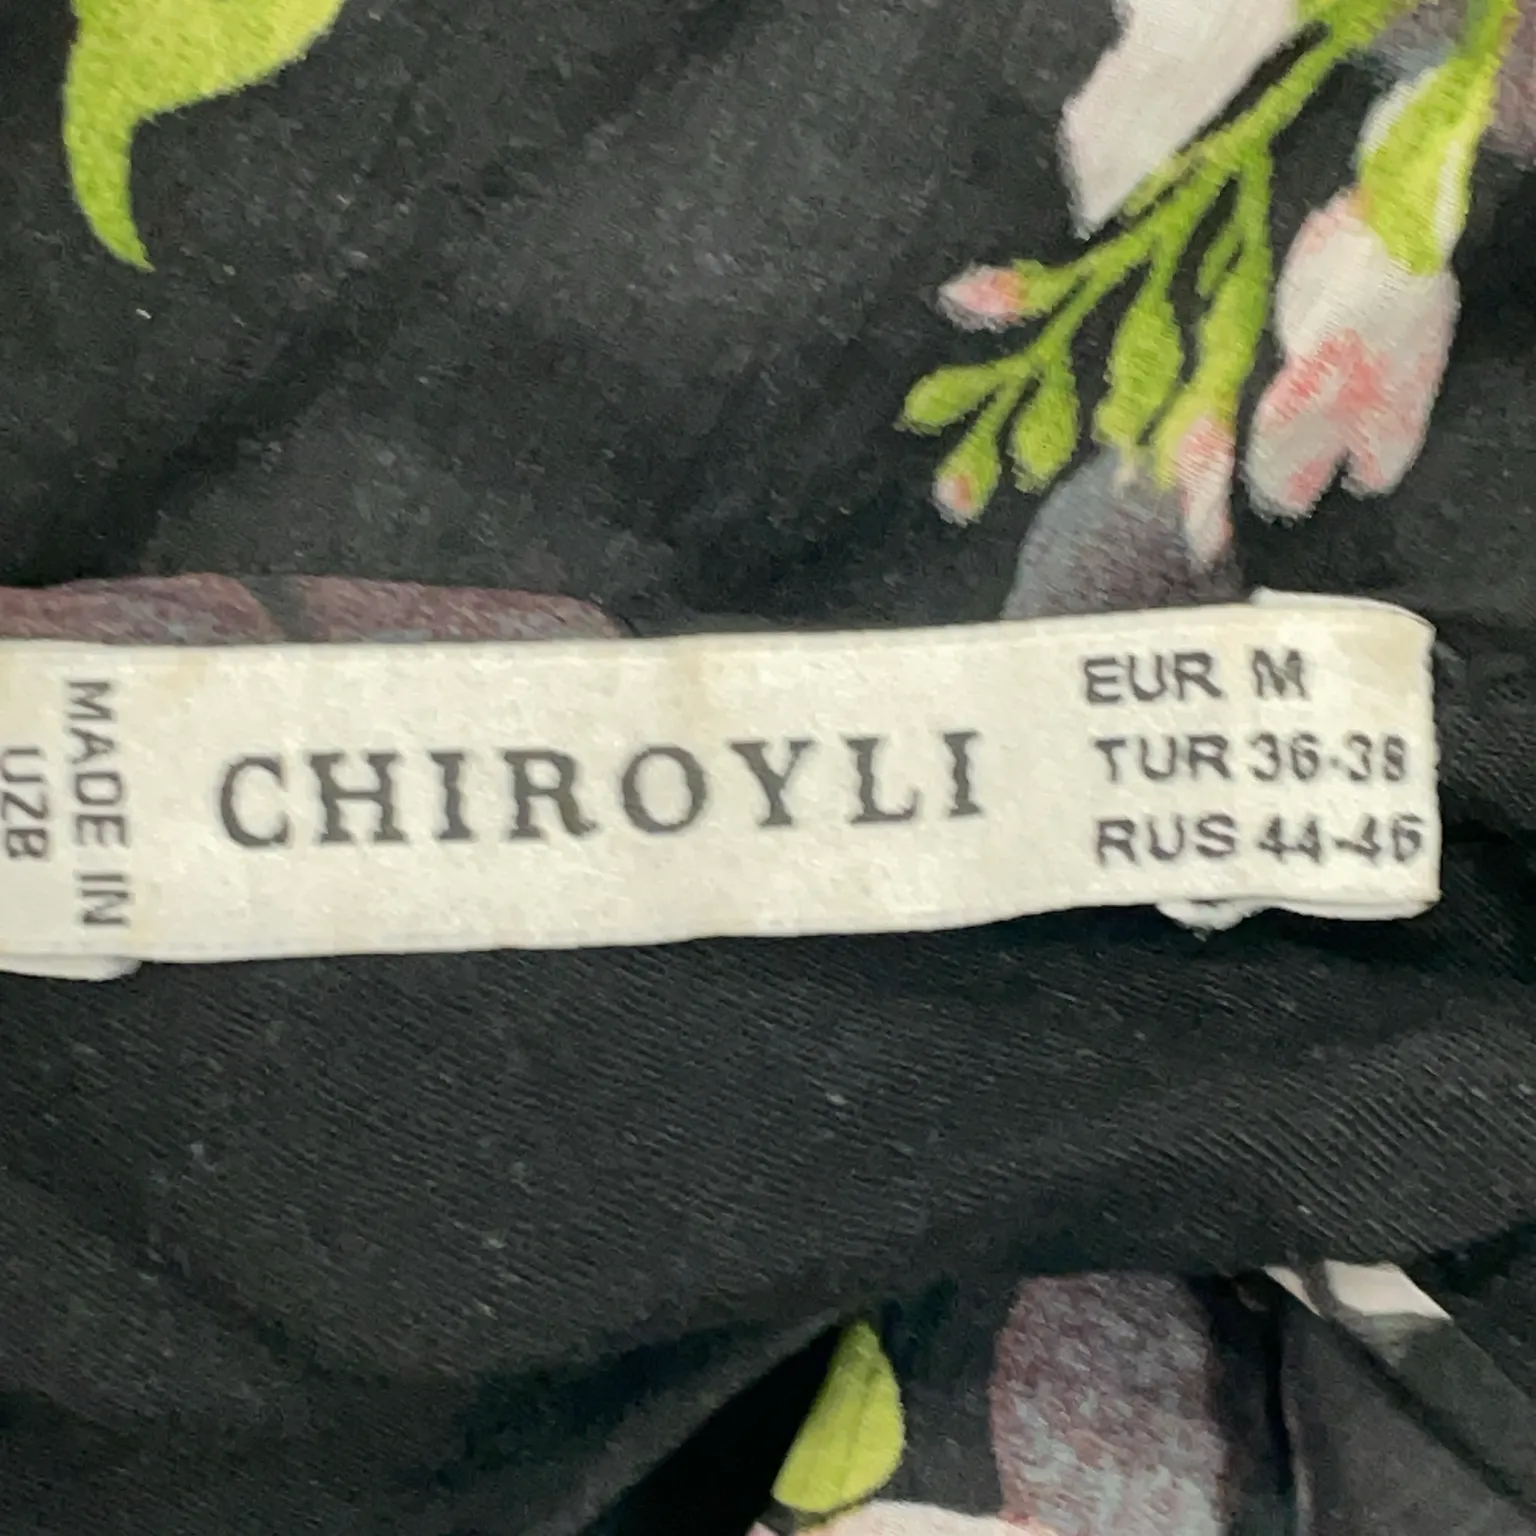 MADE IN
UZB
CHIROYLI
EUR M
TUR 36-38
RUS 44-46